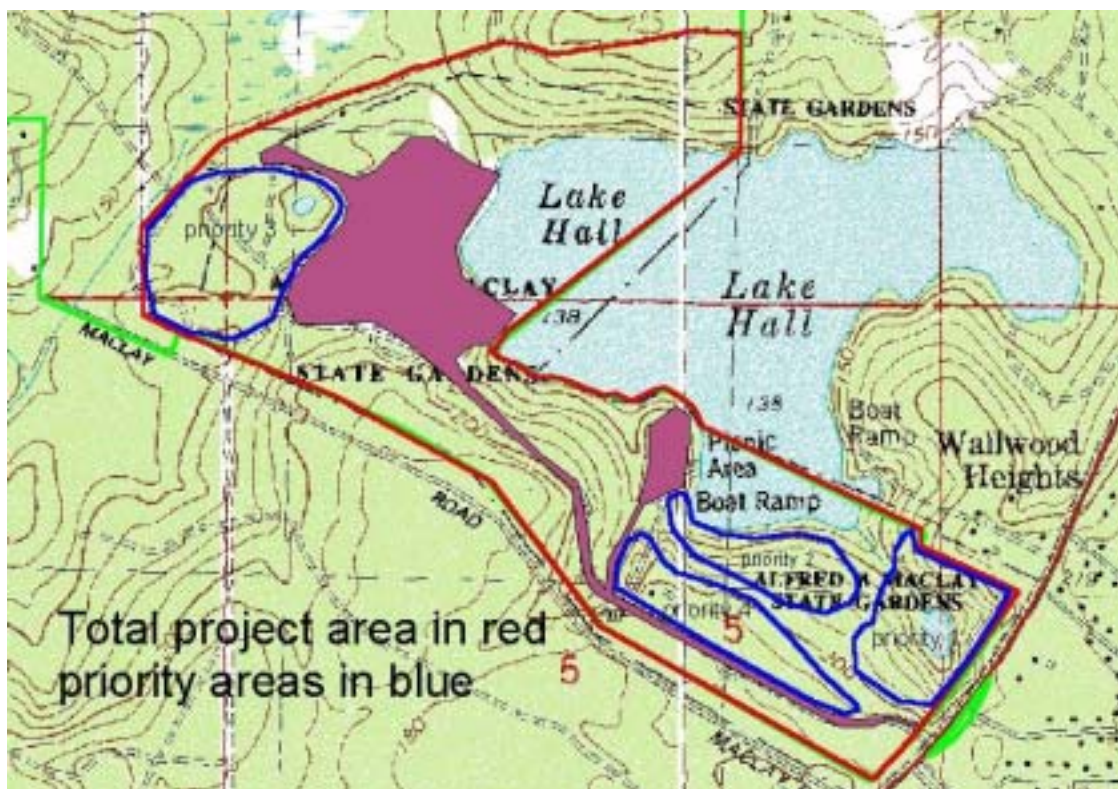 STATE GARDENS
150
150
Lake
Hall
priority 3
MACLAY
Lake
Hall
138
MACLAY
STATE GARDENS
138
Boat
Ramp
Picnic
Area
Boat Ramp
Wallwood
Heights
ROAD
priority 2
ALFRED A MACLAY
STATE GARDENS
priority 4
priority 1
5
Total project area in red
priority areas in blue
5
180
MACLAY